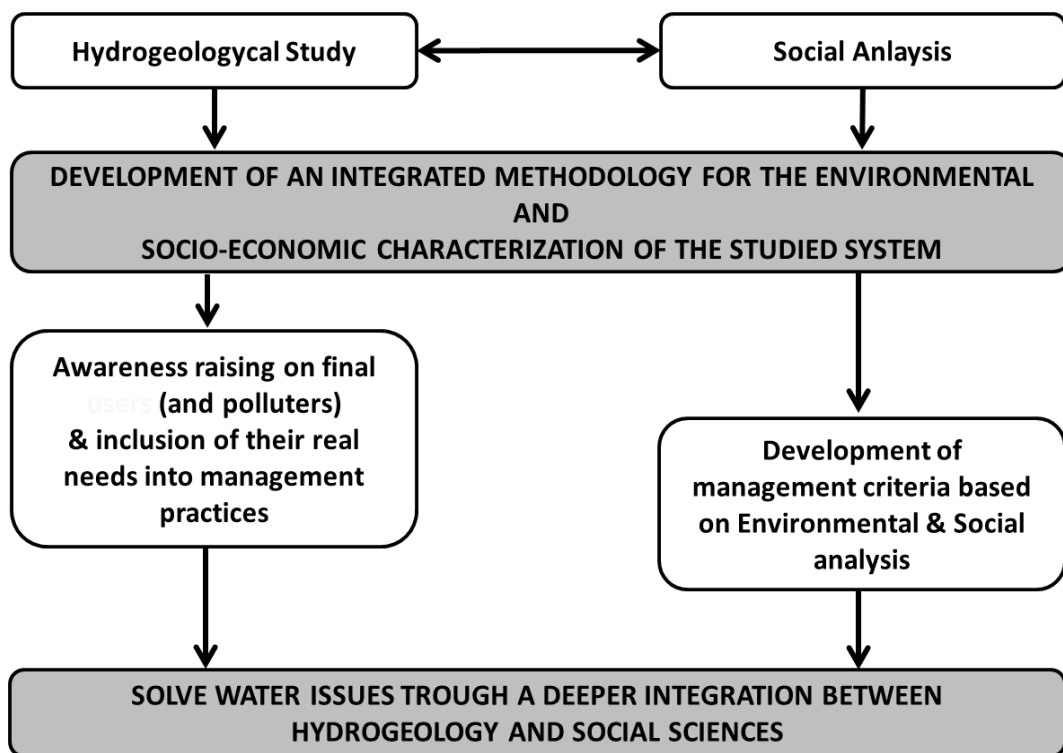 Hydrogeologycal Study
Social Anlaysis
DEVELOPMENT OF AN INTEGRATED METHODOLOGY FOR THE ENVIRONMENTAL
AND
SOCIO-ECONOMIC CHARACTERIZATION OF THE STUDIED SYSTEM
Awareness raising on final
users (and polluters)
& inclusion of their real
needs into management
practices
Development of
management criteria based
on Environmental & Social
analysis
SOLVE WATER ISSUES TROUGH A DEEPER INTEGRATION BETWEEN
HYDROGEOLOGY AND SOCIAL SCIENCES